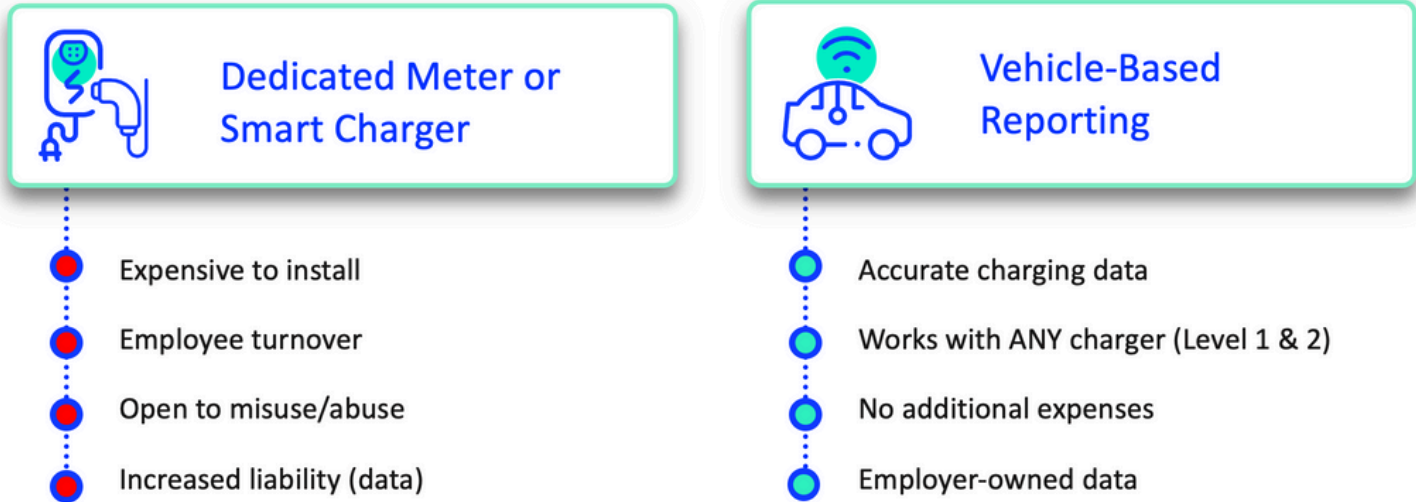 Dedicated Meter or
Smart Charger
Expensive to install
Employee turnover
Open to misuse/abuse
Increased liability (data)
Vehicle-Based
Reporting
Accurate charging data
Works with ANY charger (Level 1 & 2)
No additional expenses
Employer-owned data